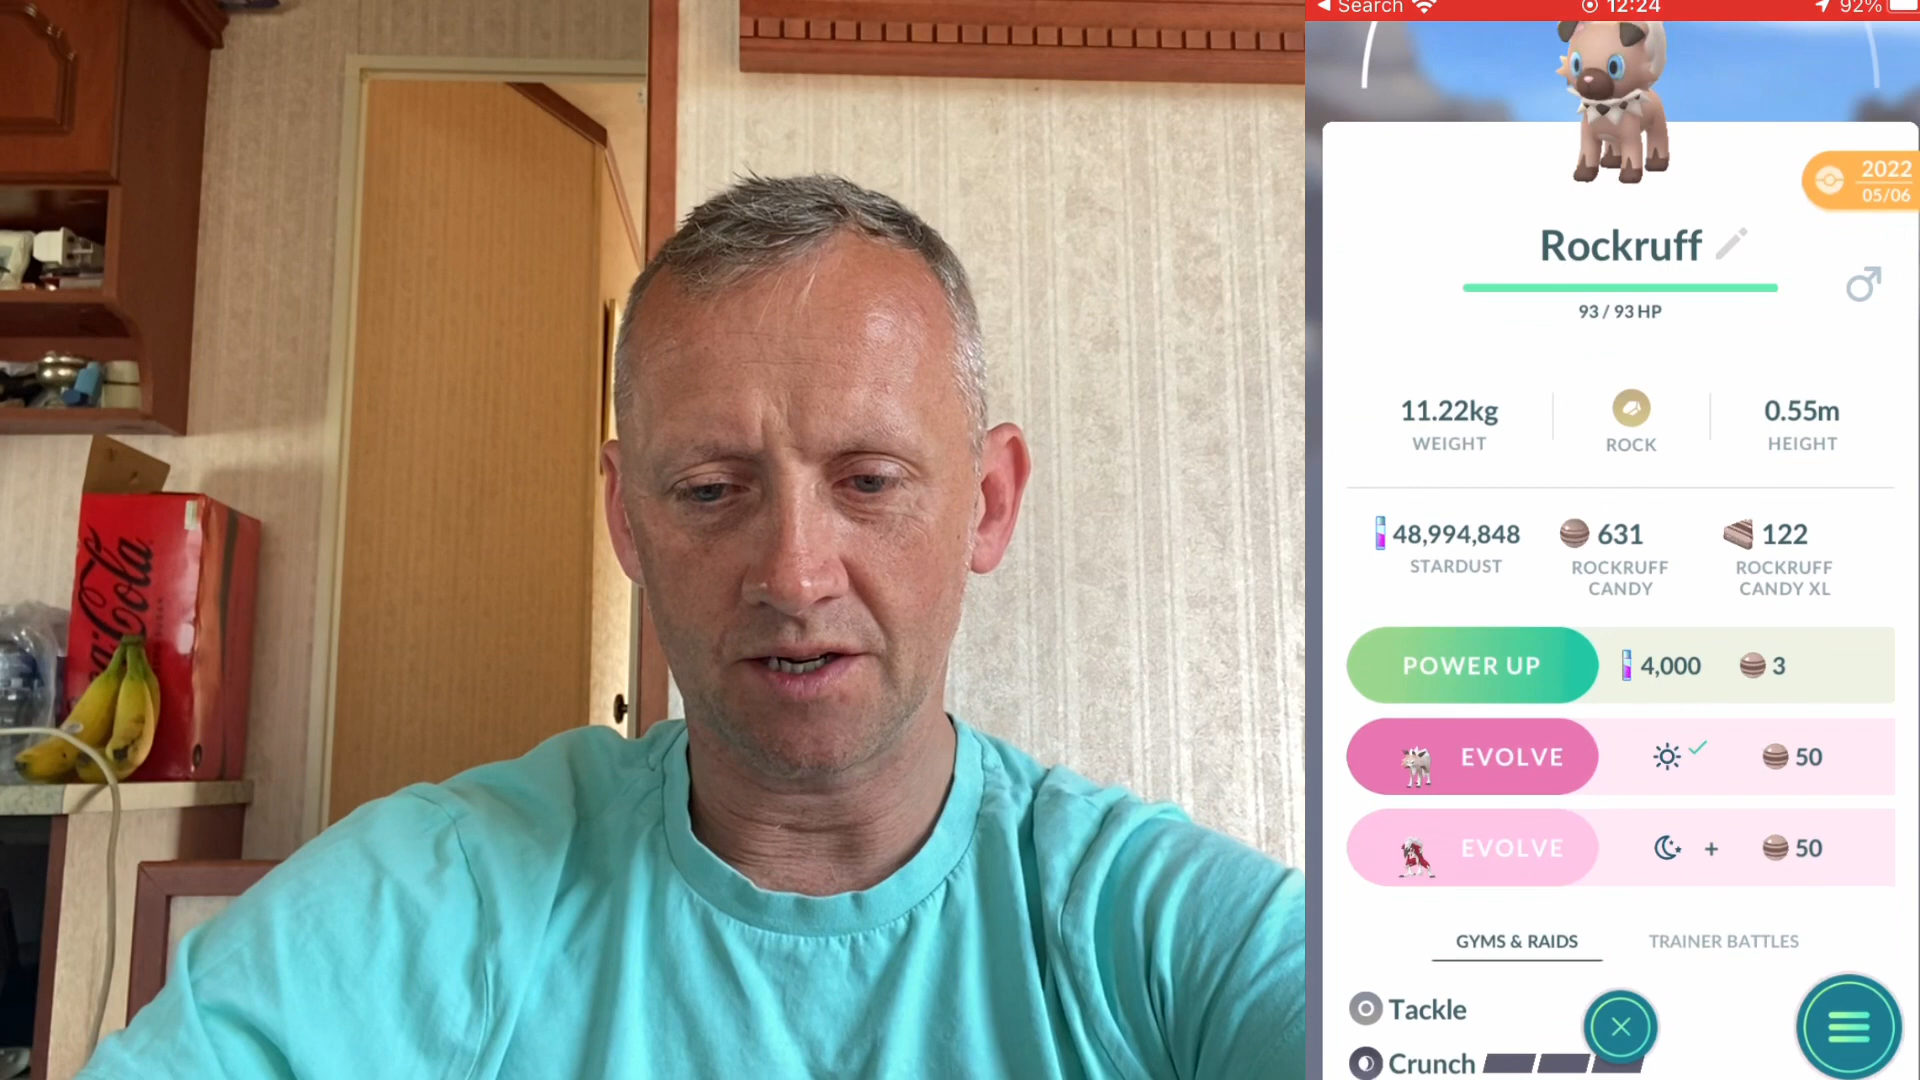 Coca-Cola
Search 12:24 92%
2022
05/06
Rockruff
93 / 93 HP
11.22kg
WEIGHT
ROCK
0.55m
HEIGHT
48,994,848
STARDUST
631
ROCKRUFF
CANDY
122
ROCKRUFF
CANDY XL
POWER UP 4,000 3
EVOLVE 50
EVOLVE + 50
GYMS & RAIDS TRAINER BATTLES
Tackle
Crunch